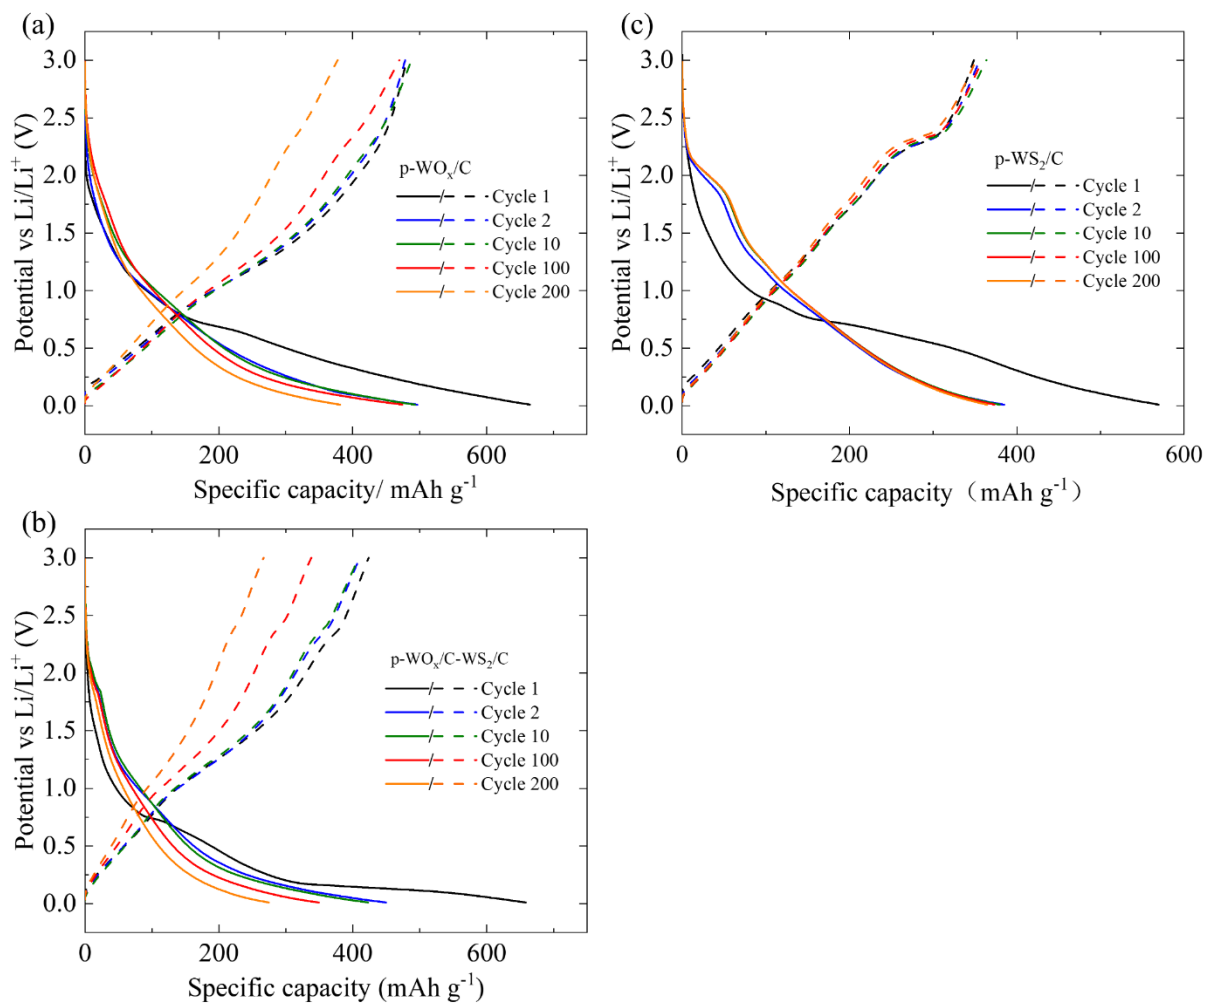 (a)
Potential vs Li/Li⁺ (V)
3.0
2.5
2.0
1.5
1.0
0.5
0.0
p-WOₓ/C
Cycle 1
Cycle 2
Cycle 10
Cycle 100
Cycle 200
0 200 400 600
Specific capacity/ mAh g⁻¹
(c)
Potential vs Li/Li⁺ (V)
3.0
2.5
2.0
1.5
1.0
0.5
0.0
p-WS₂/C
Cycle 1
Cycle 2
Cycle 10
Cycle 100
Cycle 200
0 200 400 600
Specific capacity（mAh g⁻¹）
(b)
Potential vs Li/Li⁺ (V)
3.0
2.5
2.0
1.5
1.0
0.5
0.0
p-WOₓ/C-WS₂/C
Cycle 1
Cycle 2
Cycle 10
Cycle 100
Cycle 200
0 200 400 600
Specific capacity (mAh g⁻¹)